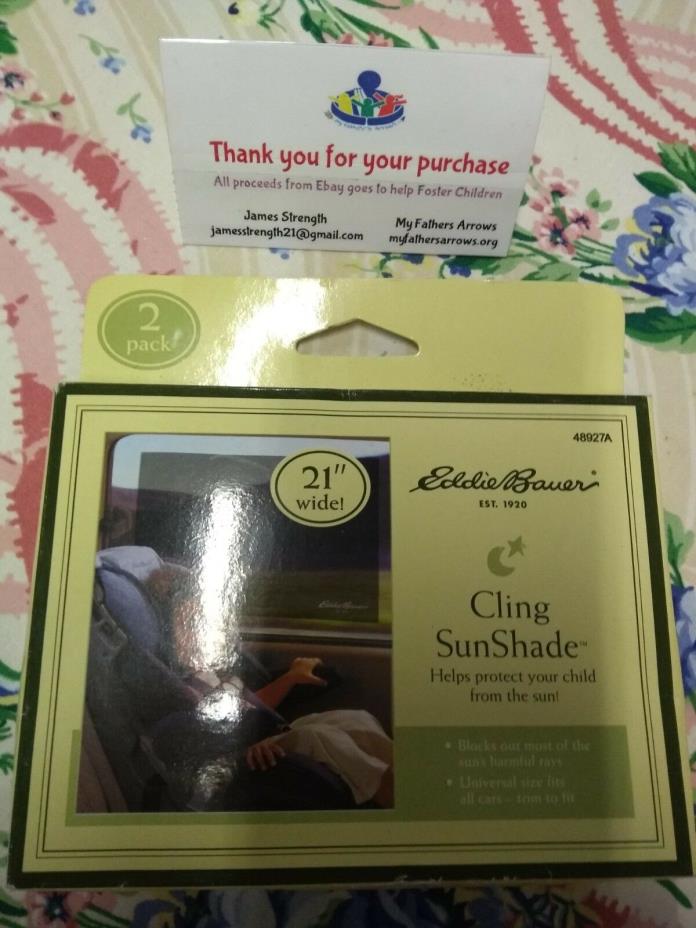 Thank you for your purchase
All proceeds from Ebay goes to help Foster Children
James Strength
jamesstrength21@gmail.com
My Fathers Arrows
myfathersarrows.org
2
pack
48927A
21"
wide!
Eddie Bauer
EST. 1920
Eddie Bauer
Cling
SunShade™
Helps protect your child
from the sun!
• Blocks out most of the
sun's harmful rays
• Universal size fits
all cars - trim to fit